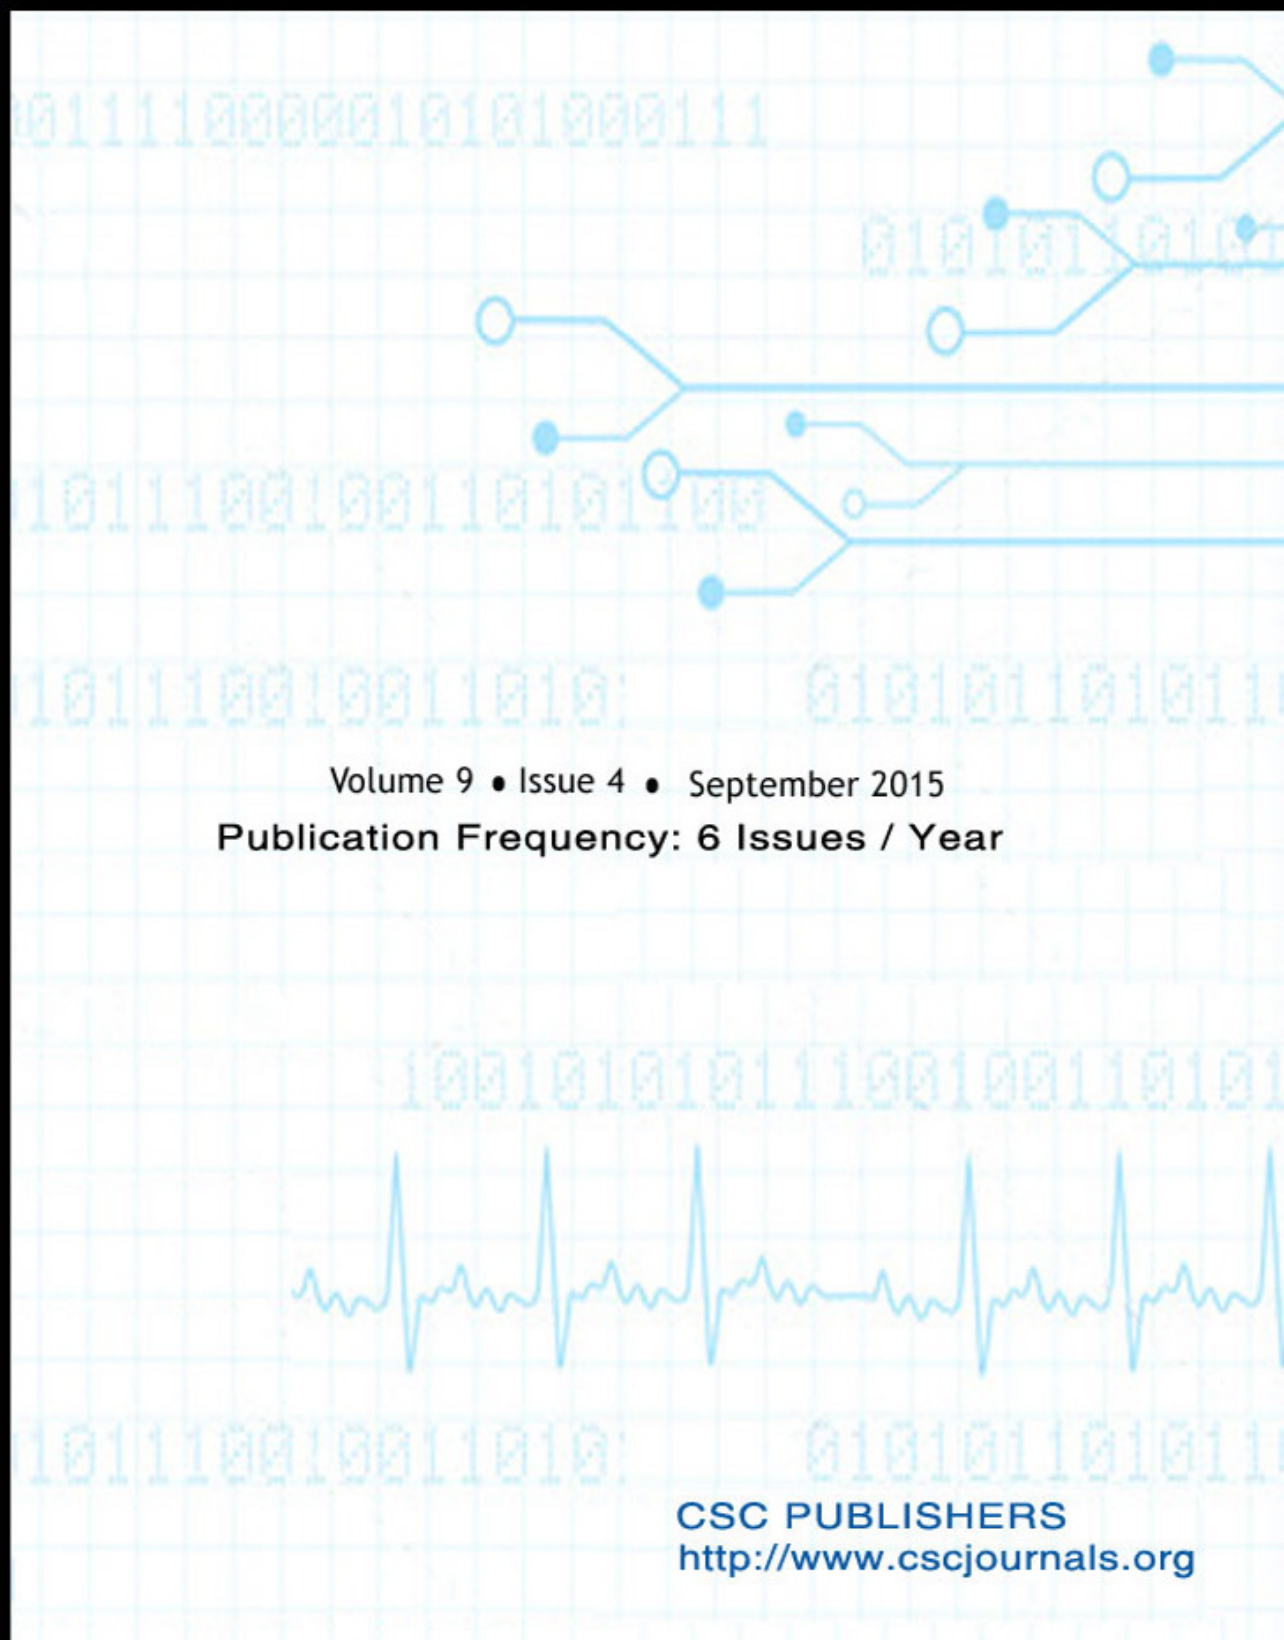 Volume 9 • Issue 4 • September 2015
Publication Frequency: 6 Issues / Year
CSC PUBLISHERS
http://www.cscjournals.org